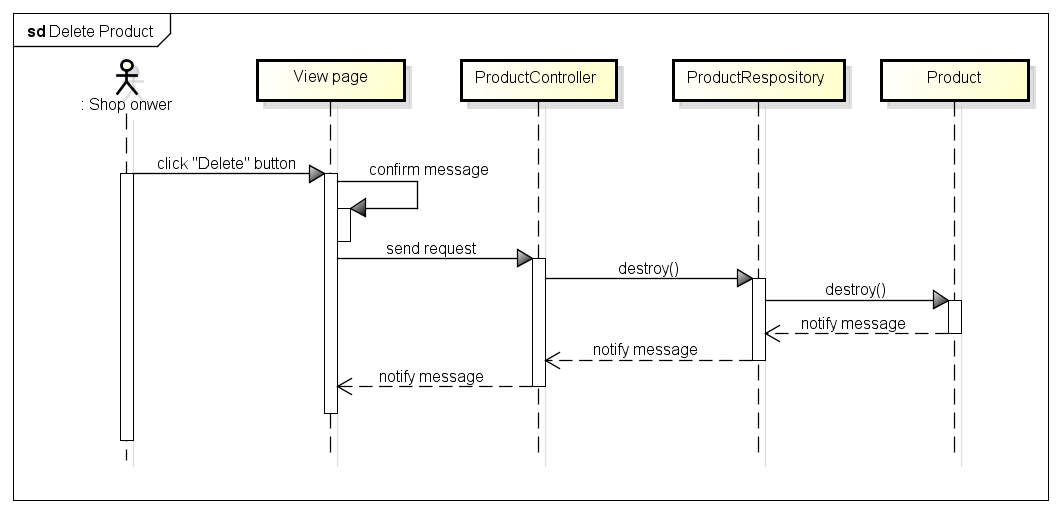 sd Delete Product
: Shop onwer
View page
ProductController
ProductRespository
Product
click "Delete" button
confirm message
send request
destroy()
destroy()
notify message
notify message
notify message